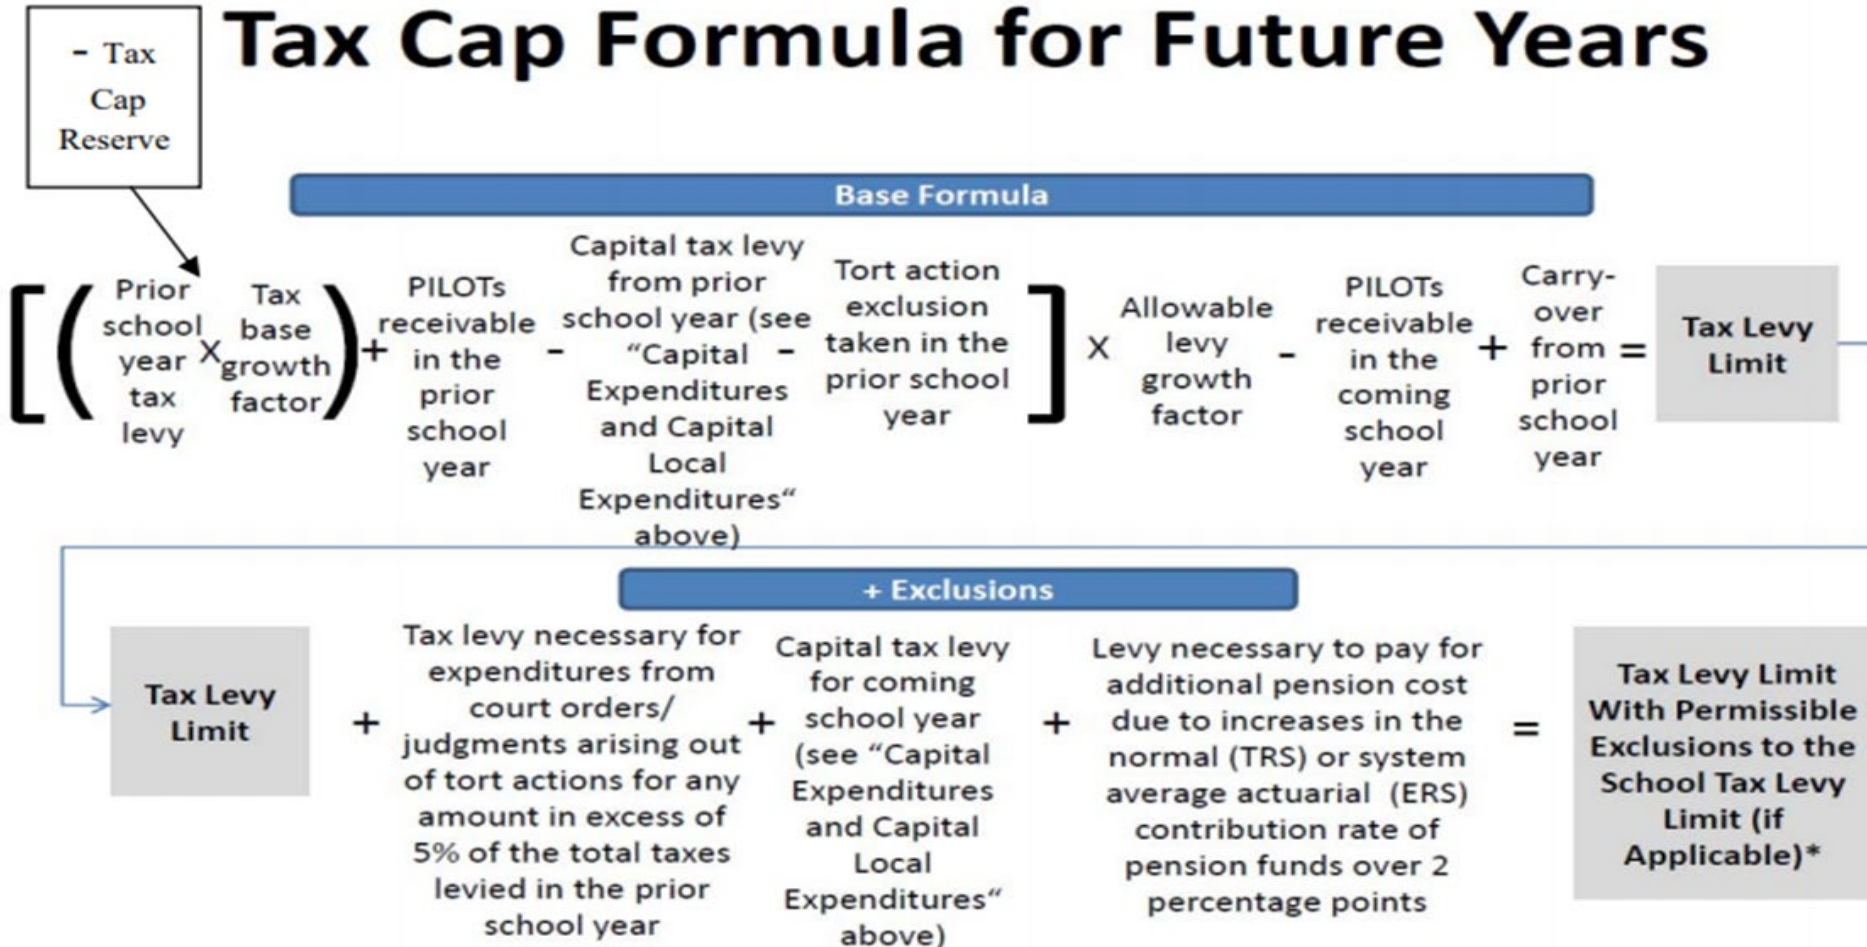 - Tax
Cap
Reserve
Tax Cap Formula for Future Years
Base Formula
[(
Prior
school
year
tax
levy
X
Tax
base
growth
factor
)
+
PILOTs
receivable
in the
prior
school
year
-
Capital tax levy
from prior
school year (see
“Capital
Expenditures
and Capital
Local
Expenditures“
above)
-
Tort action
exclusion
taken in the
prior school
year
]
X
Allowable
levy
growth
factor
-
PILOTs
receivable
in the
coming
school
year
+
Carry-
over
from
prior
school
year
=
Tax Levy
Limit
+ Exclusions
Tax Levy
Limit
+
Tax levy necessary for
expenditures from
court orders/
judgments arising out
of tort actions for any
amount in excess of
5% of the total taxes
levied in the prior
school year
+
Capital tax levy
for coming
school year
(see “Capital
Expenditures
and Capital
Local
Expenditures“
above)
+
Levy necessary to pay for
additional pension cost
due to increases in the
normal (TRS) or system
average actuarial (ERS)
contribution rate of
pension funds over 2
percentage points
=
Tax Levy Limit
With Permissible
Exclusions to the
School Tax Levy
Limit (if
Applicable)*